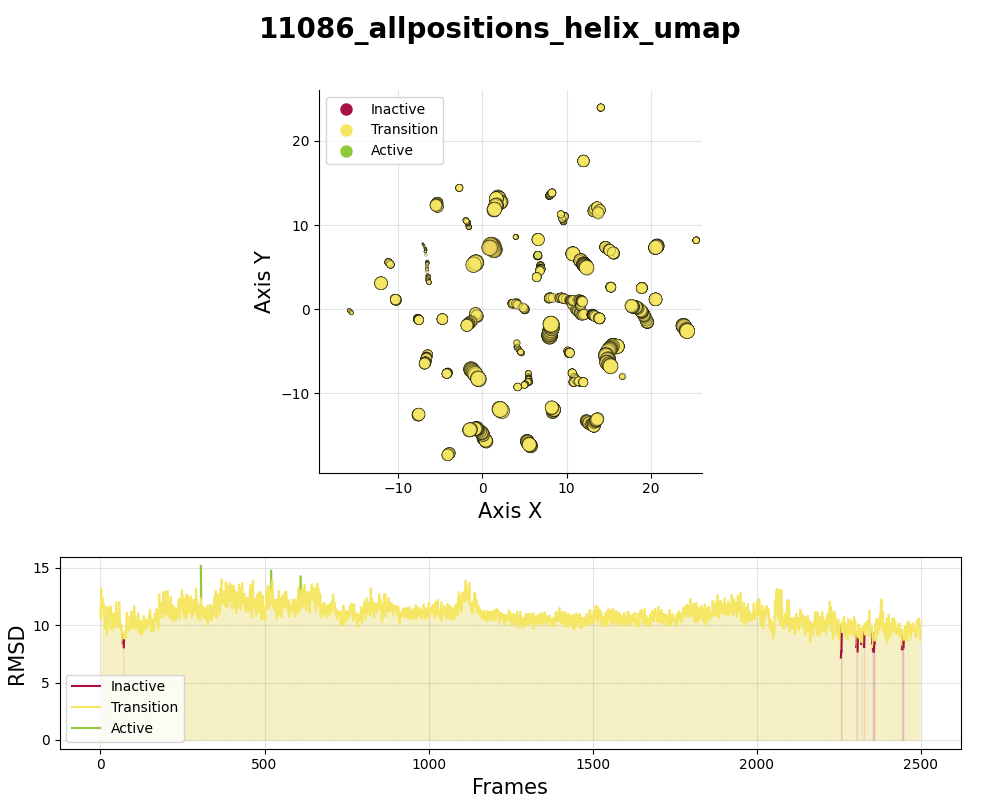 11086_allpositions_helix_umap
Inactive
Transition
Active
20
10
0
−10
Axis Y
−10
0
10
20
Axis X
15
10
5
0
RMSD
Inactive
Transition
Active
0
500
1000
1500
2000
2500
Frames